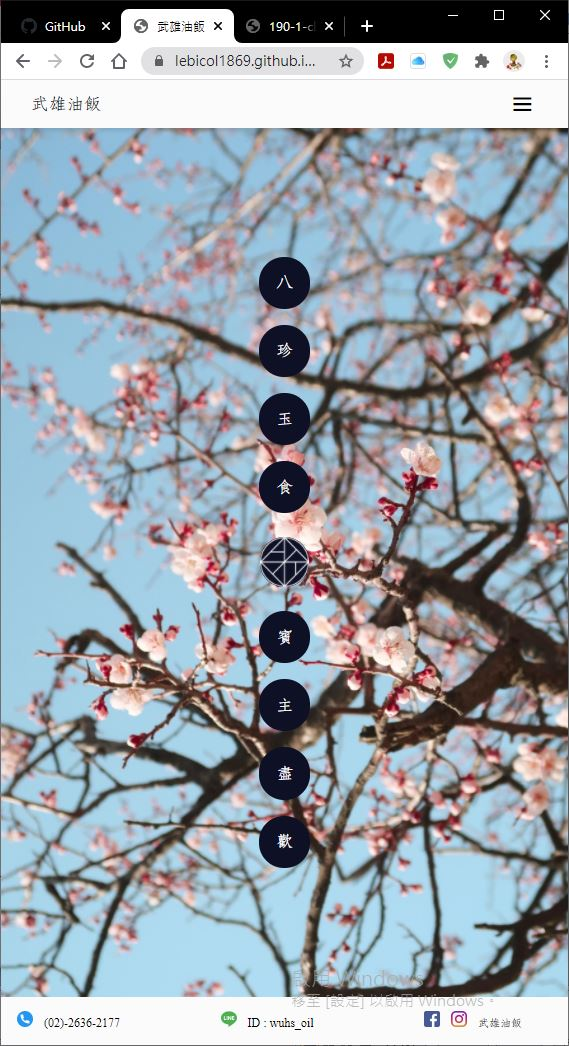 GitHub
武雄油飯
190-1-cl
lebicol1869.github.i...
武雄油飯
八
珍
玉
食
賓
主
盡
歡
啟用 Windows
移至 [設定] 以啟用 Windows。
(02)-2636-2177
LINE
ID : wuhs_oil
武雄油飯